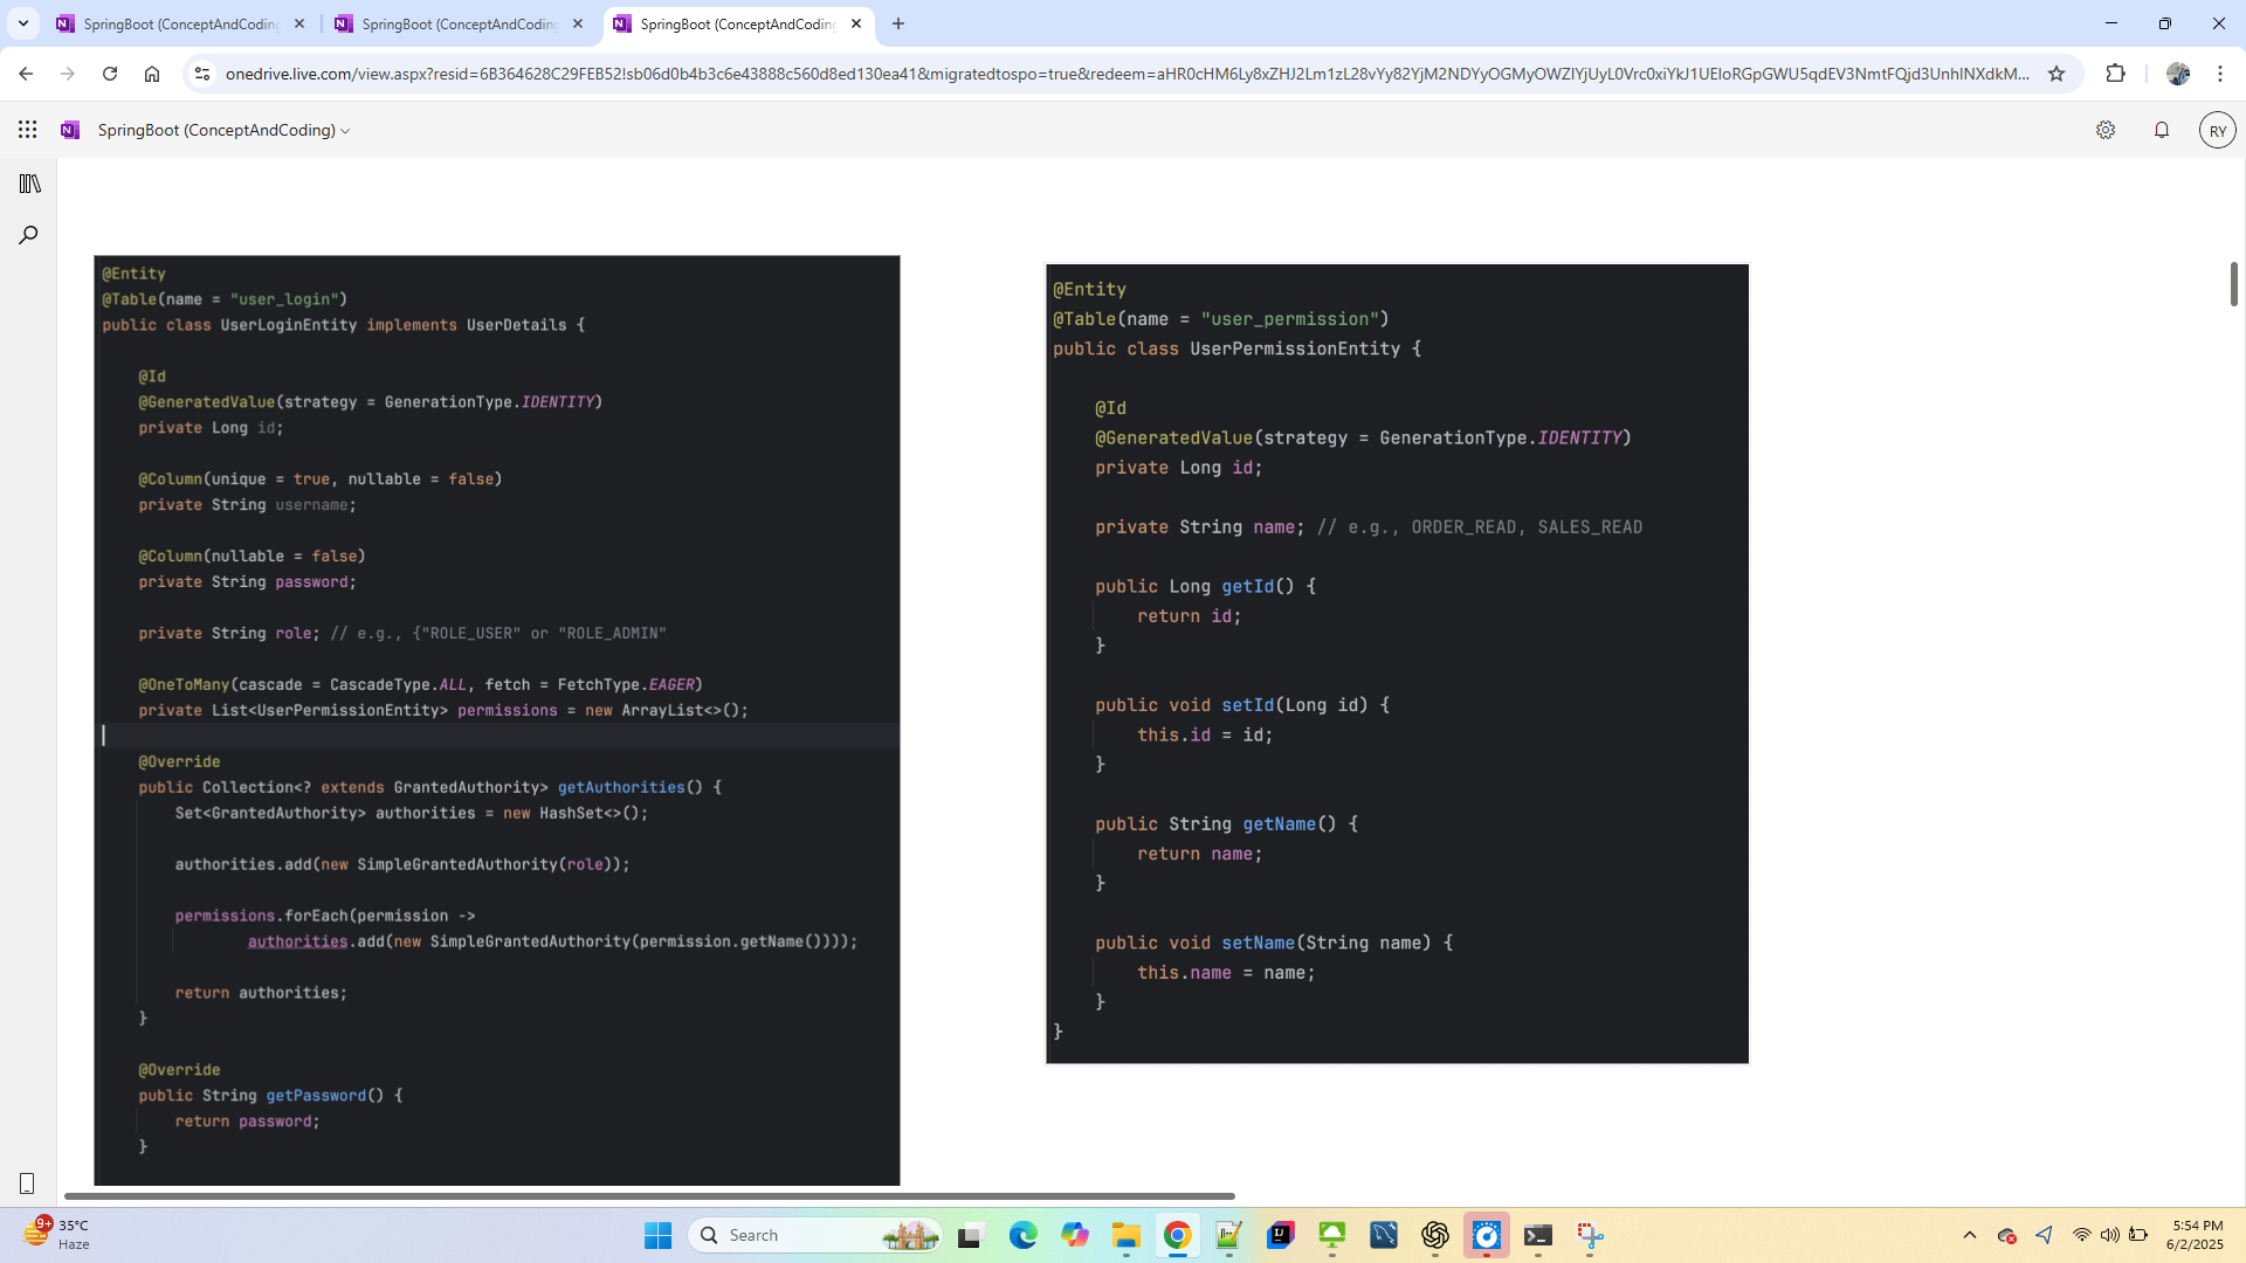 SpringBoot (ConceptAndCoding
SpringBoot (ConceptAndCoding
SpringBoot (ConceptAndCoding
onedrive.live.com/view.aspx?resid=6B364628C29FEB52!sb06d0b4b3c6e43888c560d8ed130ea41&migratedtospo=true&redeem=
SpringBoot (ConceptAndCoding)
RY
@Entity
@Table(name = "user_login")
public class UserLoginEntity implements UserDetails {
@Id
@GeneratedValue(strategy = GenerationType.IDENTITY)
private Long id;
@Column(unique = true, nullable = false)
private String username;
@Column(nullable = false)
private String password;
private String role; // e.g., {"ROLE_USER" or "ROLE_ADMIN"
@OneToMany(cascade = CascadeType.ALL, fetch = FetchType.EAGER)
private List<UserPermissionEntity> permissions = new ArrayList<>();
@Override
public Collection<? extends GrantedAuthority> getAuthorities() {
Set<GrantedAuthority> authorities = new HashSet<>();
authorities.add(new SimpleGrantedAuthority(role));
permissions.forEach(permission ->
authorities.add(new SimpleGrantedAuthority(permission.getName())));
return authorities;
}
@Override
public String getPassword() {
return password;
}
@Entity
@Table(name = "user_permission")
public class UserPermissionEntity {
@Id
@GeneratedValue(strategy = GenerationType.IDENTITY)
private Long id;
private String name; // e.g., ORDER_READ, SALES_READ
public Long getId() {
return id;
}
public void setId(Long id) {
this.id = id;
}
public String getName() {
return name;
}
public void setName(String name) {
this.name = name;
}
}
9+
35°C
Haze
Search
5:54 PM
6/2/2025